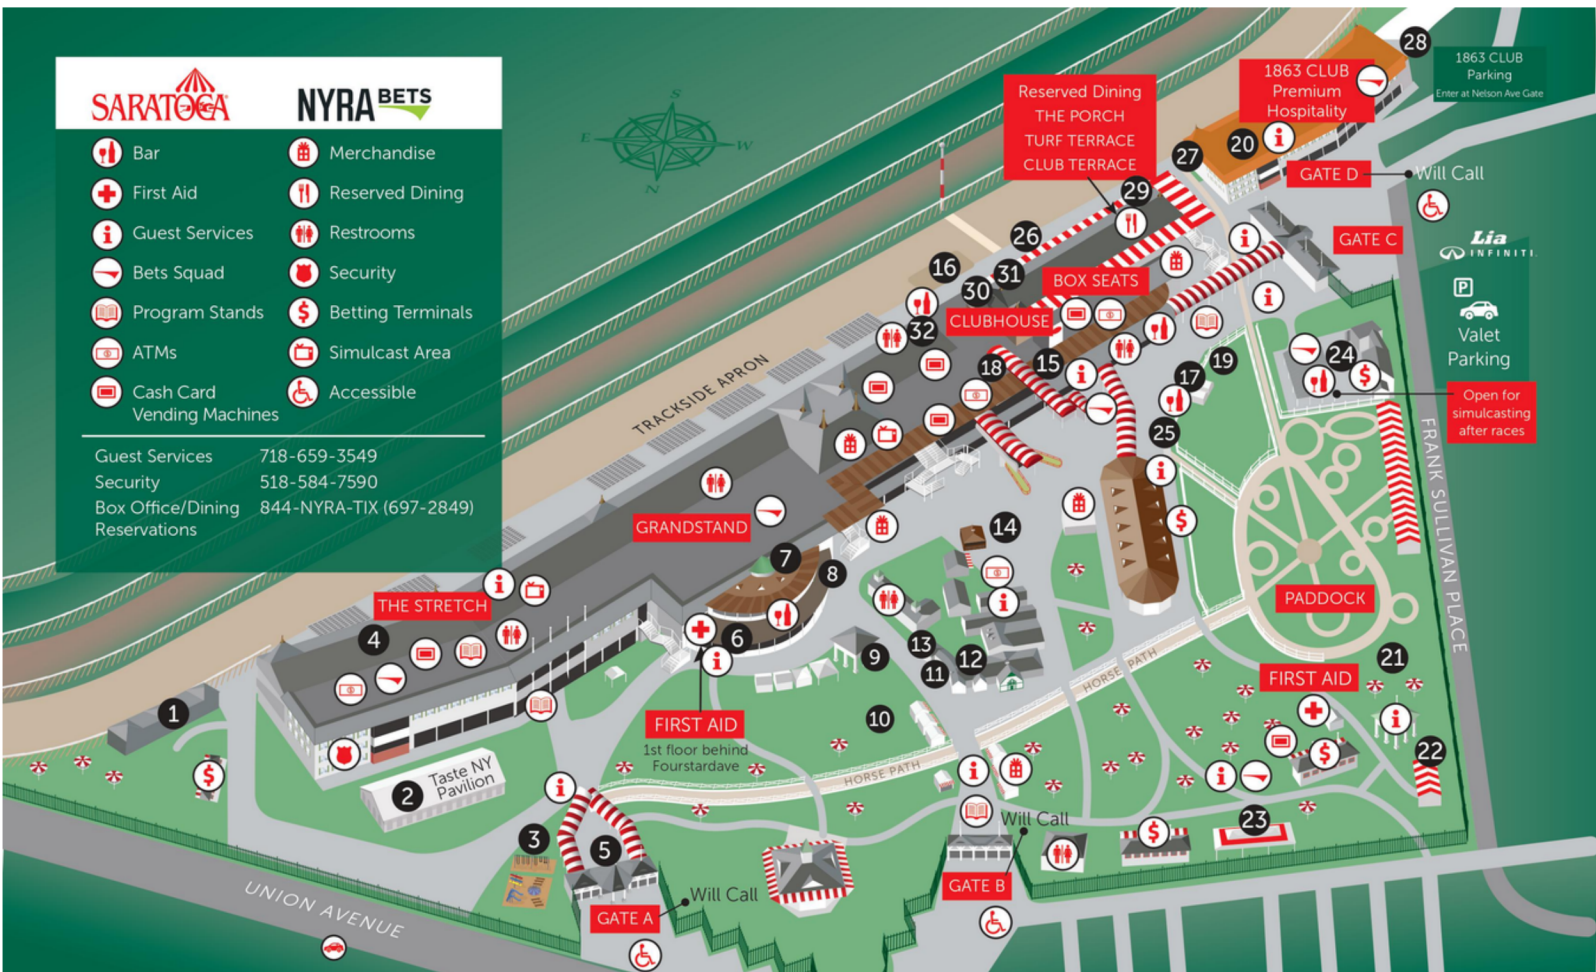 SARATOGA
NYRA BETS
Bar
First Aid
Guest Services
Bets Squad
Program Stands
ATMs
Cash Card
Vending Machines
Merchandise
Reserved Dining
Restrooms
Security
Betting Terminals
Simulcast Area
Accessible
Guest Services 718-659-3549
Security 518-584-7590
Box Office/Dining 844-NYRA-TIX (697-2849)
Reservations
S
E
W
N
28
1863 CLUB
Parking
Enter at Nelson Ave Gate
1863 CLUB
Premium
Hospitality
Reserved Dining
THE PORCH
TURF TERRACE
CLUB TERRACE
20
27
GATE D
Will Call
29
26
GATE C
Lia
INFINITI
16
31
30
BOX SEATS
P
Valet
Parking
CLUBHOUSE
32
TRACKSIDE APRON
15
18
19
17
24
Open for
simulcasting
after races
25
FRANK SULLIVAN PLACE
GRANDSTAND
14
7
8
THE STRETCH
4
6
9
13
11
12
PADDOCK
HORSE PATH
21
FIRST AID
1
FIRST AID
1st floor behind
Fourstardave
10
HORSE PATH
22
2
Taste NY
Pavilion
3
5
Will Call
23
GATE B
GATE A
Will Call
UNION AVENUE